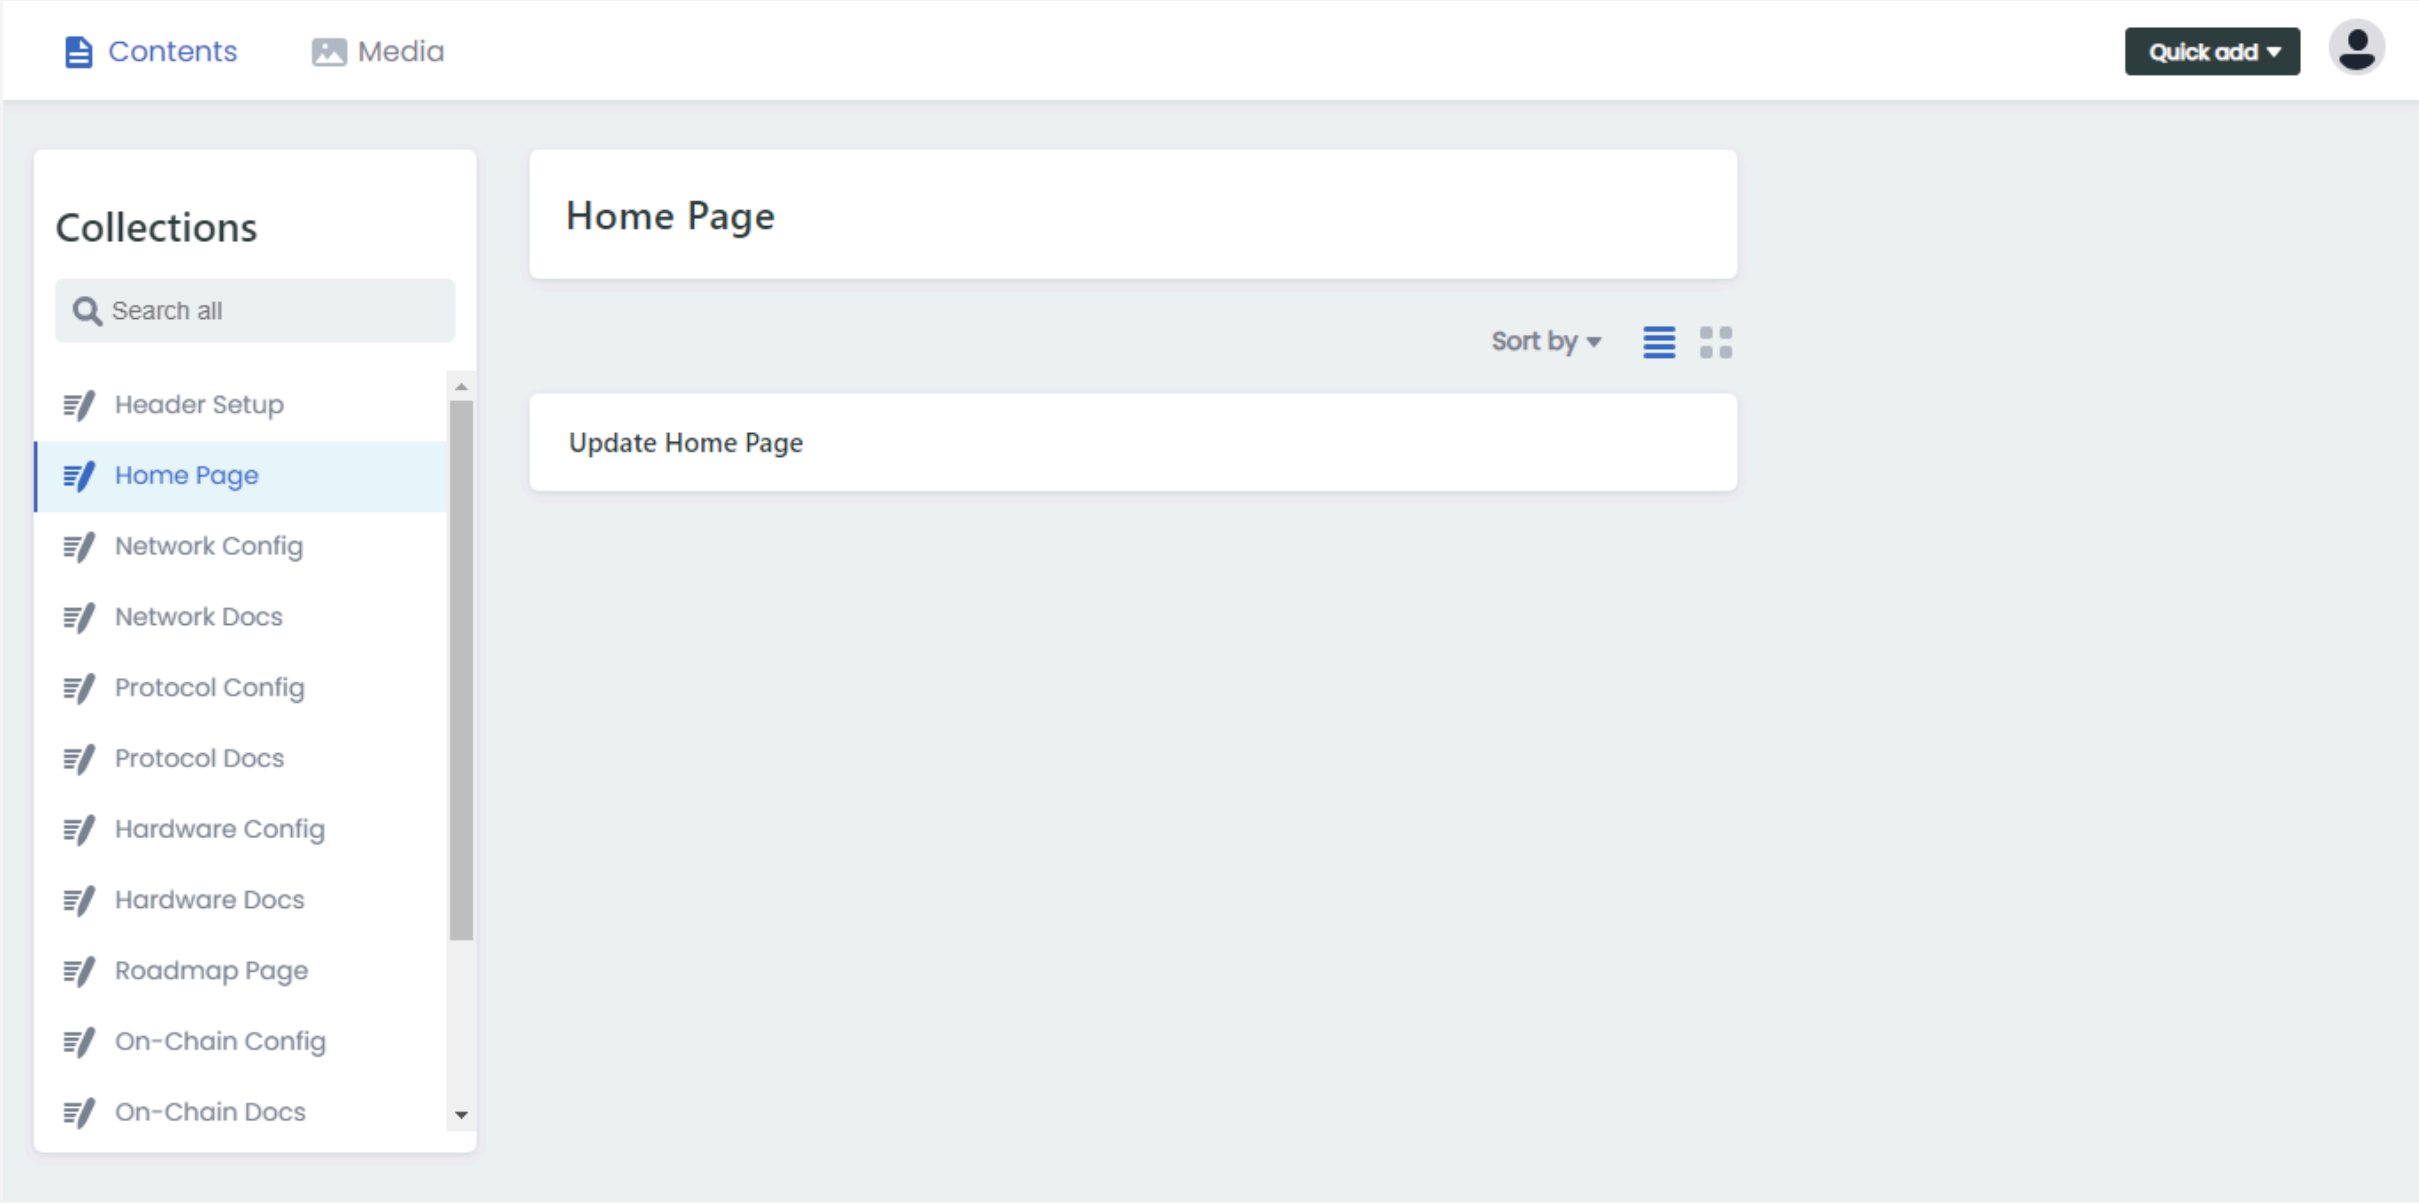 Contents
Media
Quick add
Collections
Search all
Header Setup
Home Page
Network Config
Network Docs
Protocol Config
Protocol Docs
Hardware Config
Hardware Docs
Roadmap Page
On-Chain Config
On-Chain Docs
Home Page
Sort by
Update Home Page